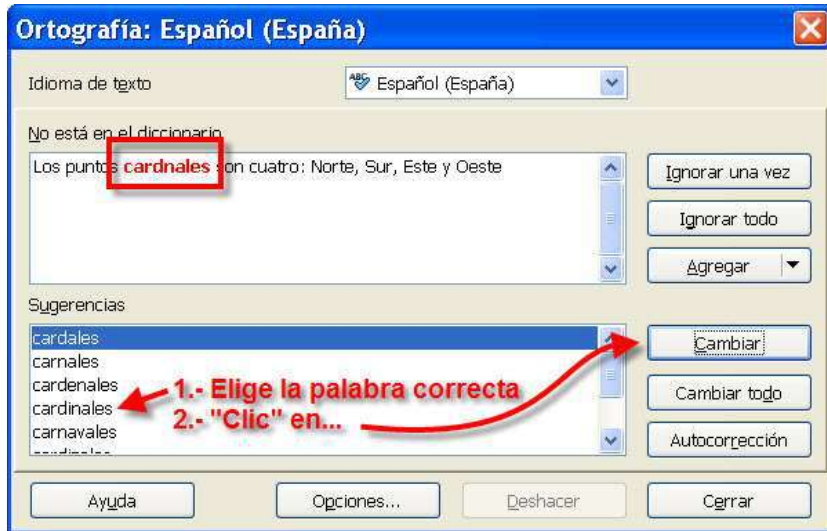 Ortografía: Español (España)
Idioma de texto
Español (España)
No está en el diccionario
Los puntos cardnales son cuatro: Norte, Sur, Este y Oeste
Ignorar una vez
Ignorar todo
Agregar
Sugerencias
cardales
carnales
cardenales
cardinales
carnavales
1.- Elige la palabra correcta
2.- "Clic" en...
Cambiar
Cambiar todo
Autocorrección
Ayuda
Opciones...
Deshacer
Cerrar